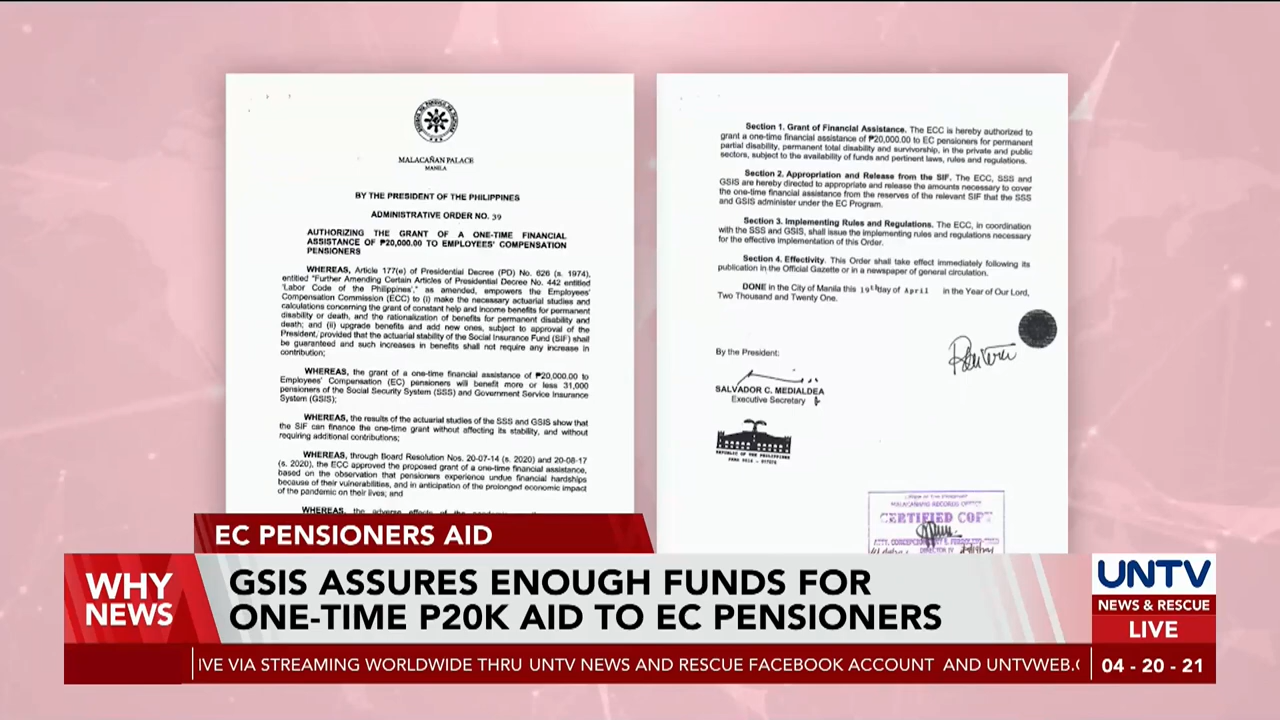 MALACAÑAN PALACE
MANILA
BY THE PRESIDENT OF THE PHILIPPINES
ADMINISTRATIVE ORDER NO. 39
AUTHORIZING THE GRANT OF A ONE-TIME FINANCIAL
ASSISTANCE OF ₱20,000.00 TO EMPLOYEES' COMPENSATION
PENSIONERS
WHEREAS, Article 177(e) of Presidential Decree (PD) No. 626 (s. 1974),
entitled "Further Amending Certain Articles of Presidential Decree No. 442 entitled
'Labor Code of the Philippines'," as amended, empowers the Employees'
Compensation Commission (ECC) to (i) make the necessary actuarial studies and
calculations concerning the grant of constant help and income benefits for permanent
disability or death, and the rationalization of benefits for permanent disability and
death; and (ii) upgrade benefits and add new ones, subject to approval of the
President, provided that the actuarial stability of the Social Insurance Fund (SIF) shall
be guaranteed and such increases in benefits shall not require any increase in
contribution;
WHEREAS, the grant of a one-time financial assistance of ₱20,000.00 to
Employees' Compensation (EC) pensioners will benefit more or less 31,000
pensioners of the Social Security System (SSS) and Government Service Insurance
System (GSIS);
WHEREAS, the results of the actuarial studies of the SSS and GSIS show that
the SIF can finance the one-time grant without affecting its stability, and without
requiring additional contributions;
WHEREAS, through Board Resolution Nos. 20-07-14 (s. 2020) and 20-08-17
(s. 2020), the ECC approved the proposed grant of a one-time financial assistance,
based on the observation that pensioners experience undue financial hardships
because of their vulnerabilities, and in anticipation of the prolonged economic impact
of the pandemic on their lives; and
WHEREAS, the adverse effects of the
Section 1. Grant of Financial Assistance. The ECC is hereby authorized to
grant a one-time financial assistance of ₱20,000.00 to EC pensioners for permanent
partial disability, permanent total disability and survivorship, in the private and public
sectors, subject to the availability of funds and pertinent laws, rules and regulations.
Section 2. Appropriation and Release from the SIF. The ECC, SSS and
GSIS are hereby directed to appropriate and release the amounts necessary to cover
the one-time financial assistance from the reserves of the relevant SIF that the SSS
and GSIS administer under the EC Program.
Section 3. Implementing Rules and Regulations. The ECC, in coordination
with the SSS and GSIS, shall issue the implementing rules and regulations necessary
for the effective implementation of this Order.
Section 4. Effectivity. This Order shall take effect immediately following its
publication in the Official Gazette or in a newspaper of general circulation.
DONE in the City of Manila this 19th day of April in the Year of Our Lord,
Two Thousand and Twenty One.
By the President:
SALVADOR C. MEDIALDEA
Executive Secretary
REPUBLIC OF THE PHILIPPINES
MALACAÑANG RECORDS OFFICE
CERTIFIED COPY
DIRECTOR IV
EC PENSIONERS AID
WHY
NEWS
GSIS ASSURES ENOUGH FUNDS FOR
ONE-TIME P20K AID TO EC PENSIONERS
UNTV
NEWS & RESCUE
LIVE
IVE VIA STREAMING WORLDWIDE THRU UNTV NEWS AND RESCUE FACEBOOK ACCOUNT AND UNTVWEB.C
04 - 20 - 21